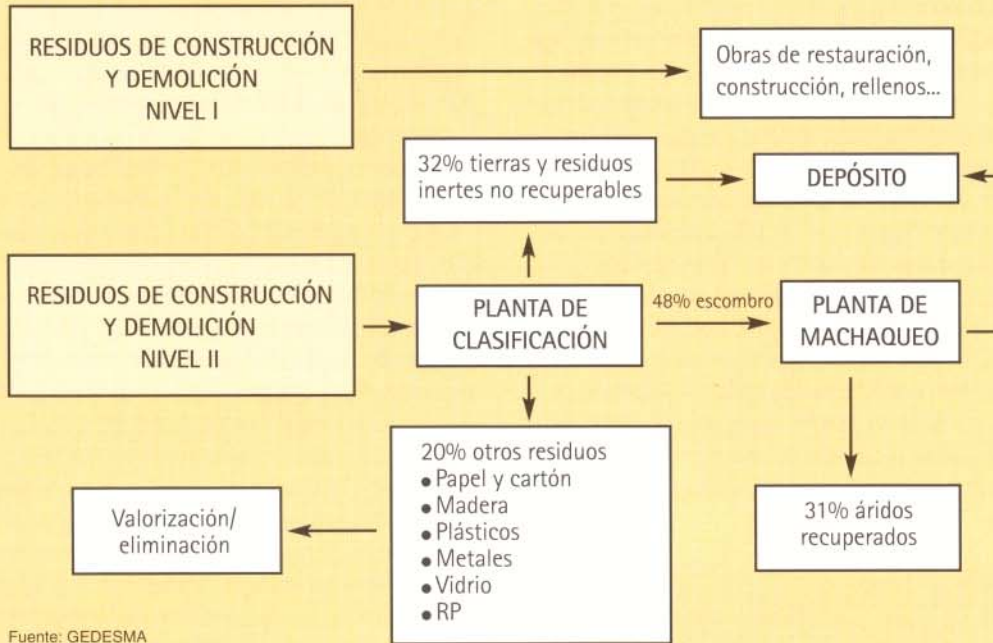 RESIDUOS DE CONSTRUCCIÓN
Y DEMOLICIÓN
NIVEL I
Obras de restauración,
construcción, rellenos...
32% tierras y residuos
inertes no recuperables
DEPÓSITO
RESIDUOS DE CONSTRUCCIÓN
Y DEMOLICIÓN
NIVEL II
PLANTA DE
CLASIFICACIÓN
48% escombro
PLANTA DE
MACHAQUEO
20% otros residuos
● Papel y cartón
● Madera
● Plásticos
● Metales
● Vidrio
● RP
Valorización/
eliminación
31% áridos
recuperados
Fuente: GEDESMA